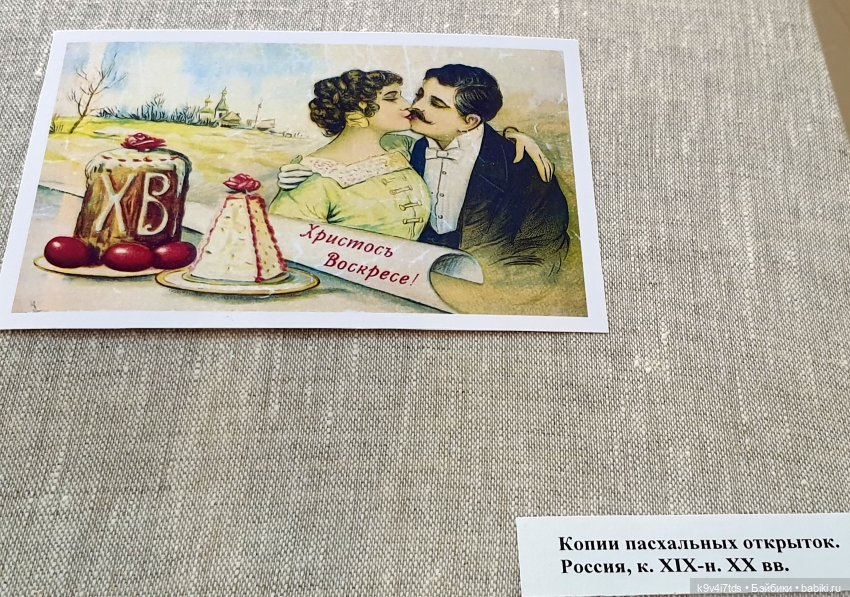 ХВ
Христосъ
Воскресе!
Копии пасхальных открыток.
Россия, к. XIX-н. XX вв.
k9v4i7tds • Бэйбики • babiki.ru